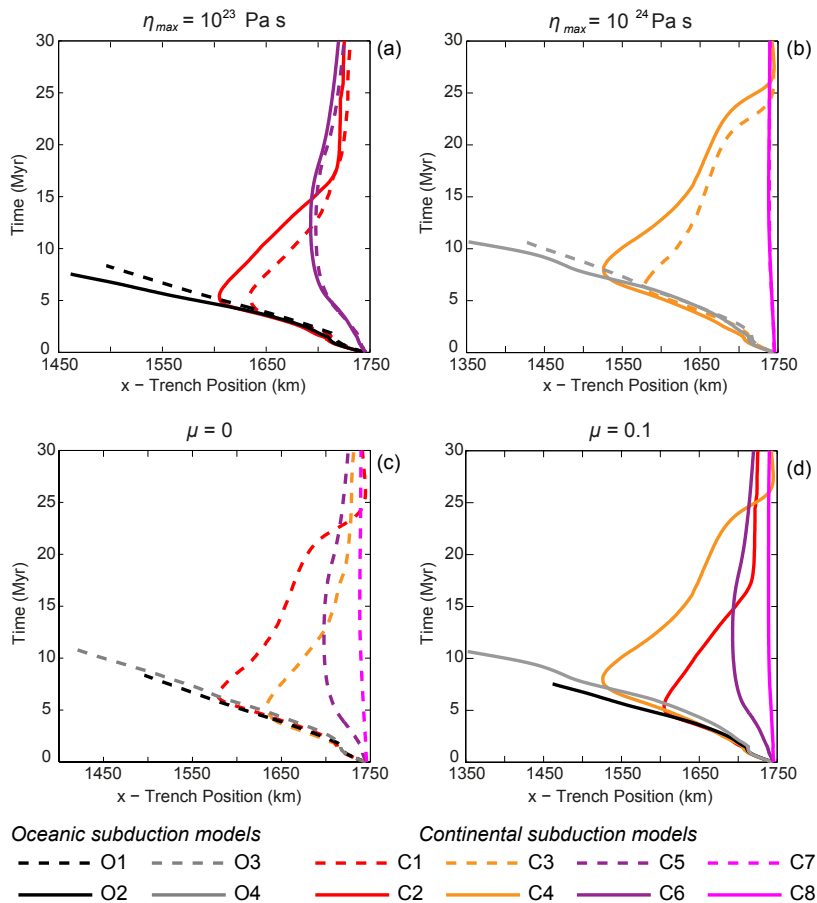 η max = 10 23 Pa s
η max = 10 24 Pa s
30
25
20
15
10
5
0
Time (Myr)
(a)
1450
1550
1650
1750
x − Trench Position (km)
30
25
20
15
10
5
0
Time (Myr)
(b)
1350
1450
1550
1650
1750
x − Trench Position (km)
μ = 0
μ = 0.1
30
25
20
15
10
5
0
Time (Myr)
(c)
1450
1550
1650
1750
x − Trench Position (km)
30
25
20
15
10
5
0
Time (Myr)
(d)
1350
1450
1550
1650
1750
x − Trench Position (km)
Oceanic subduction models
Continental subduction models
O1 O3 C1 C3 C5 C7
O2 O4 C2 C4 C6 C8